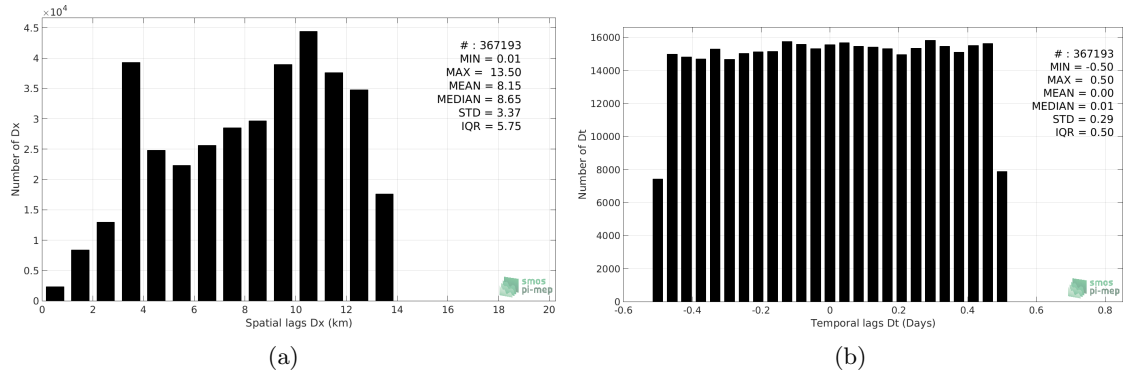 ×10⁴
4.5
4
3.5
3
2.5
2
1.5
1
0.5
0
Number of Dx
# : 367193
MIN = 0.01
MAX = 13.50
MEAN = 8.15
MEDIAN = 8.65
STD = 3.37
IQR = 5.75
smos
pi-mep
0 2 4 6 8 10 12 14 16 18 20
Spatial lags Dx (km)
(a)
16000
14000
12000
10000
8000
6000
4000
2000
0
Number of Dt
# : 367193
MIN = -0.50
MAX = 0.50
MEAN = 0.00
MEDIAN = 0.01
STD = 0.29
IQR = 0.50
smos
pi-mep
-0.6 -0.4 -0.2 0 0.2 0.4 0.6 0.8
Temporal lags Dt (Days)
(b)